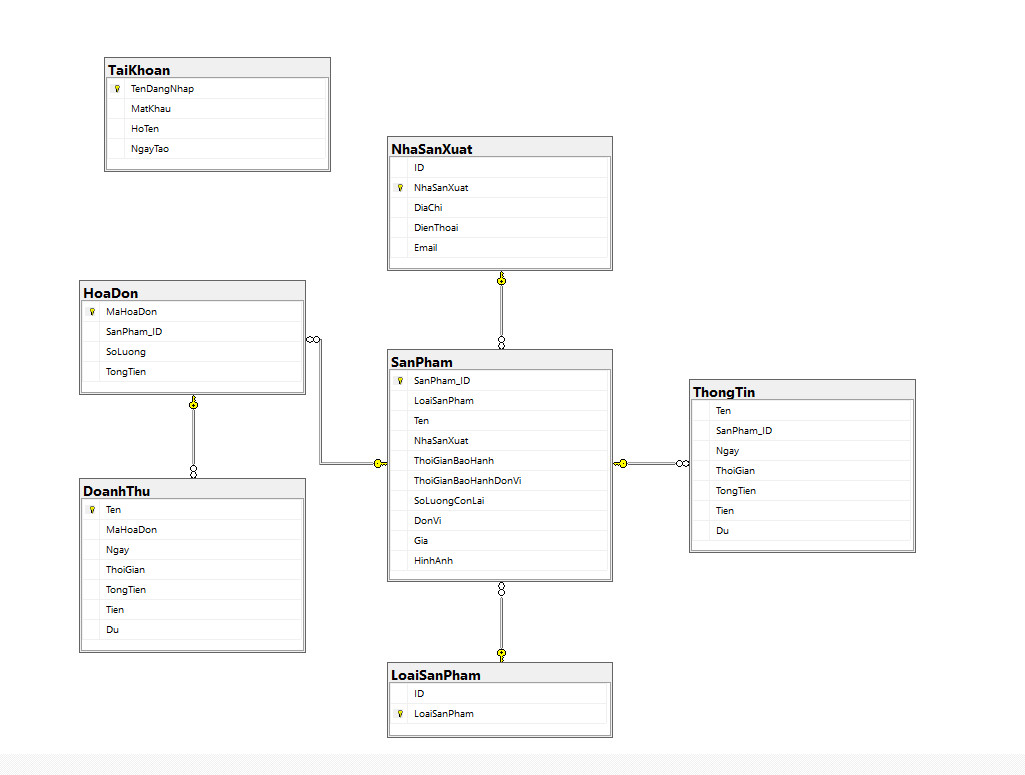 TaiKhoan
TenDangNhap
MatKhau
HoTen
NgayTao
NhaSanXuat
ID
NhaSanXuat
DiaChi
DienThoai
Email
HoaDon
MaHoaDon
SanPham_ID
SoLuong
TongTien
SanPham
SanPham_ID
LoaiSanPham
Ten
NhaSanXuat
ThoiGianBaoHanh
ThoiGianBaoHanhDonVi
SoLuongConLai
DonVi
Gia
HinhAnh
ThongTin
Ten
SanPham_ID
Ngay
ThoiGian
TongTien
Tien
Du
DoanhThu
Ten
MaHoaDon
Ngay
ThoiGian
TongTien
Tien
Du
LoaiSanPham
ID
LoaiSanPham